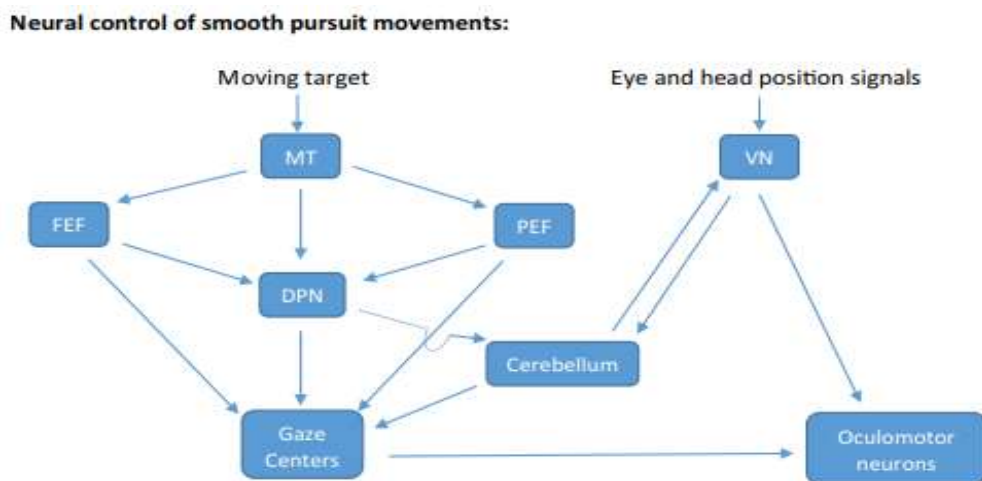 Neural control of smooth pursuit movements:
Moving target
Eye and head position signals
MT
VN
FEF
PEF
DPN
Cerebellum
Gaze
Centers
Oculomotor
neurons